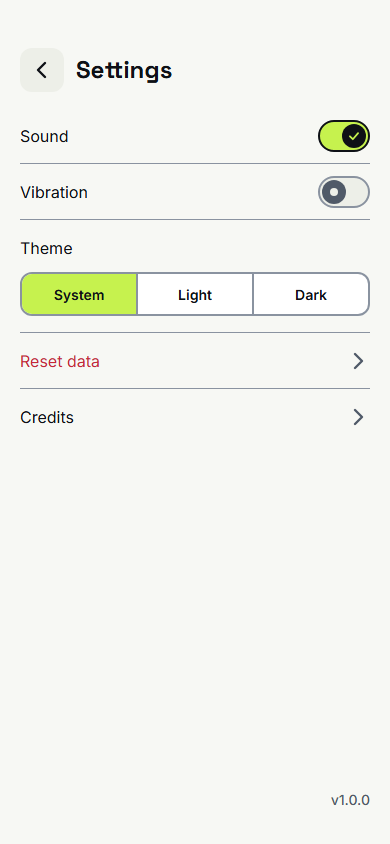 Settings
Sound
Vibration
Theme
System Light Dark
Reset data
Credits
v1.0.0